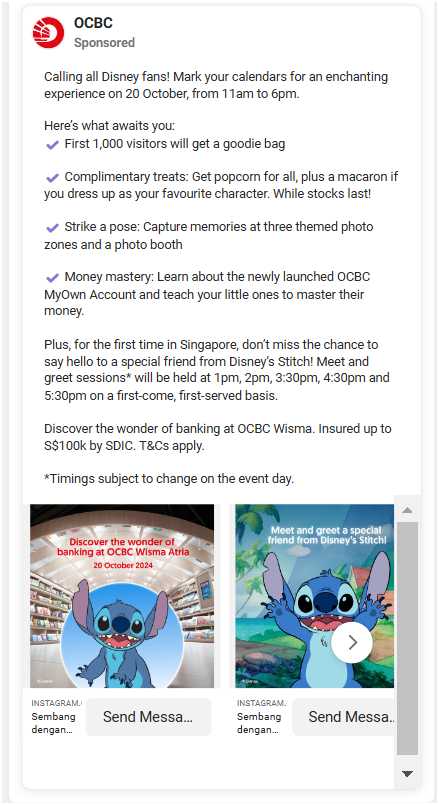 OCBC
Sponsored
Calling all Disney fans! Mark your calendars for an enchanting
experience on 20 October, from 11am to 6pm.
Here's what awaits you:
✔ First 1,000 visitors will get a goodie bag
✔ Complimentary treats: Get popcorn for all, plus a macaron if
you dress up as your favourite character. While stocks last!
✔ Strike a pose: Capture memories at three themed photo
zones and a photo booth
✔ Money mastery: Learn about the newly launched OCBC
MyOwn Account and teach your little ones to master their
money.
Plus, for the first time in Singapore, don't miss the chance to
say hello to a special friend from Disney's Stitch! Meet and
greet sessions* will be held at 1pm, 2pm, 3:30pm, 4:30pm and
5:30pm on a first-come, first-served basis.
Discover the wonder of banking at OCBC Wisma. Insured up to
S$100k by SDIC. T&Cs apply.
*Timings subject to change on the event day.
Discover the wonder of
banking at OCBC Wisma Atria
20 October 2024
©Disney
Meet and greet a special
friend from Disney's Stitch!
©Disney
INSTAGRAM.
Sembang
dengan...
Send Messa...
INSTAGRAM.
Sembang
dengan...
Send Messa..